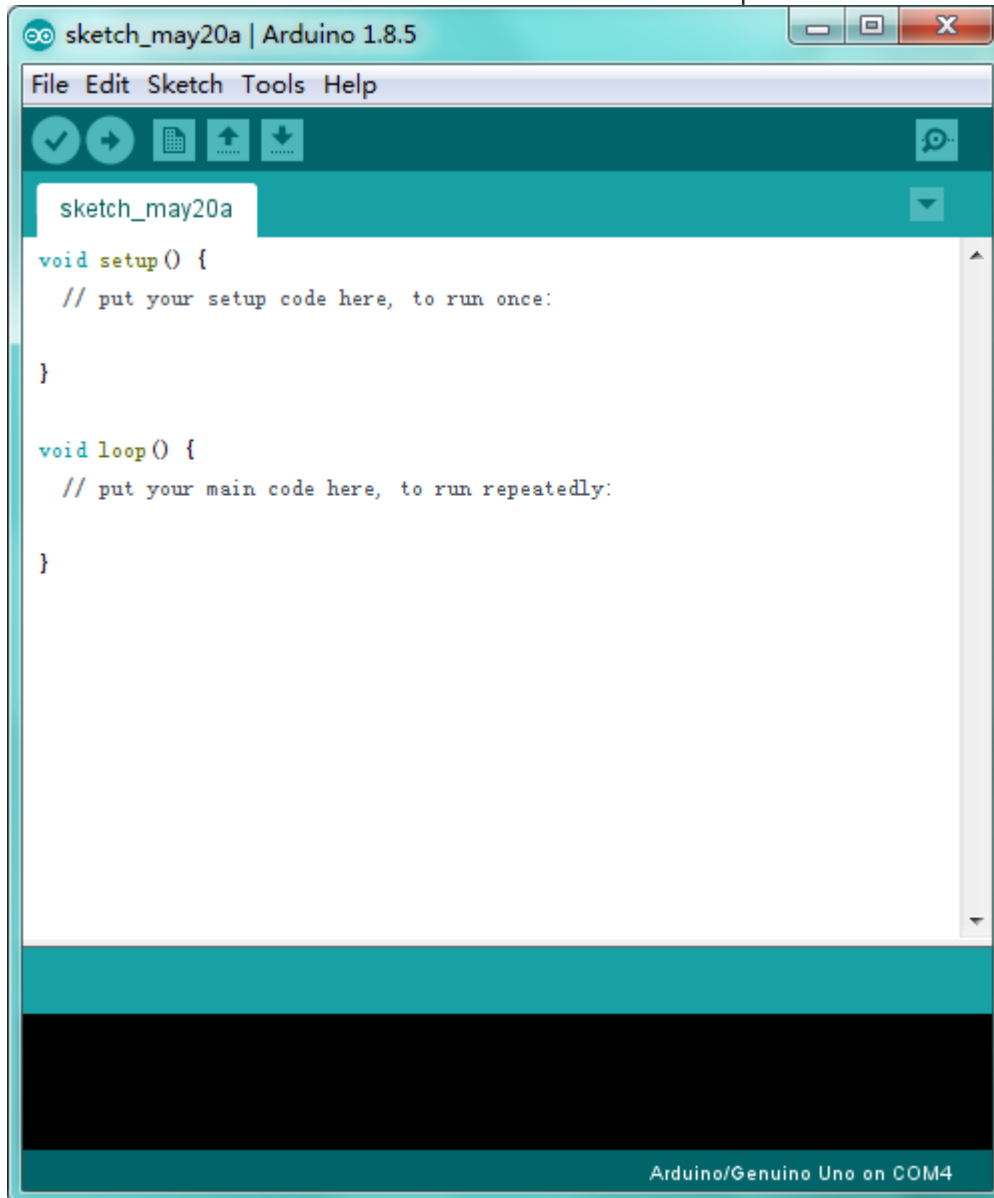 sketch_may20a | Arduino 1.8.5
File Edit Sketch Tools Help
sketch_may20a
void setup() {
  // put your setup code here, to run once:
}
void loop() {
  // put your main code here, to run repeatedly:
}
Arduino/Genuino Uno on COM4